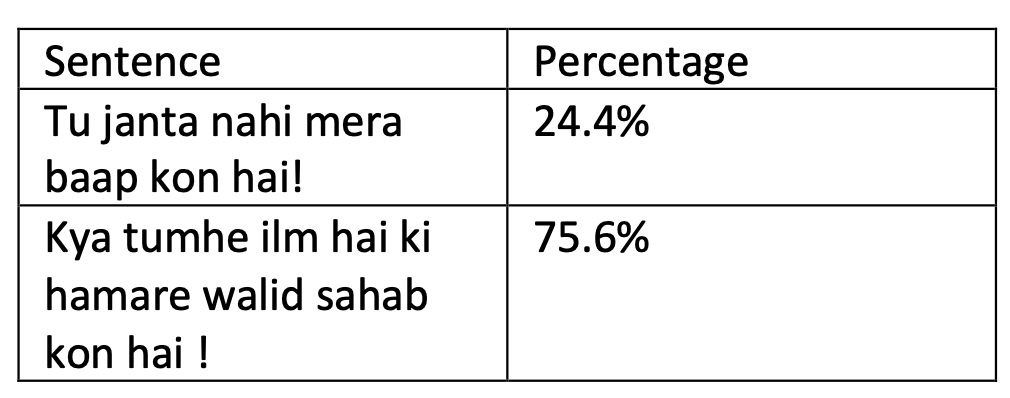 Sentence Percentage
Tu janta nahi mera 24.4%
baap kon hai!
Kya tumhe ilm hai ki 75.6%
hamare walid sahab
kon hai !